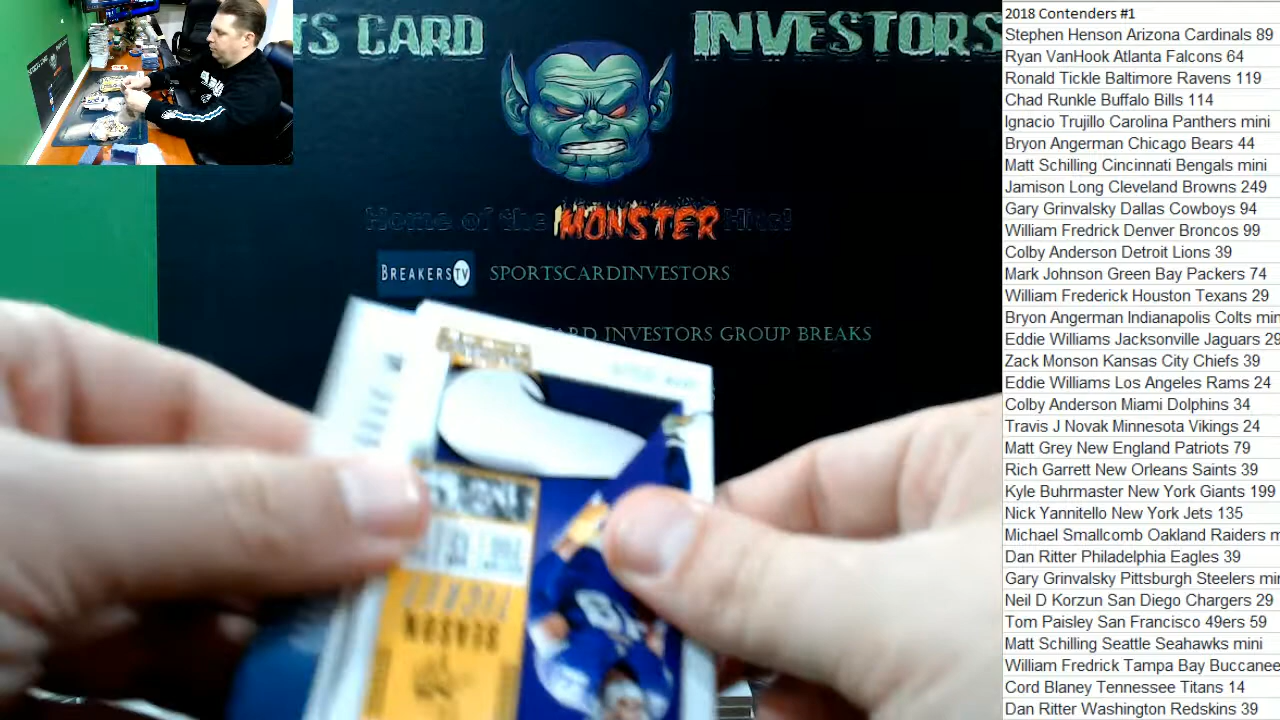 TS CARD INVESTORS
Home of the MONSTER Hits!
BREAKERS TV SPORTSCARDINVESTORS
CARD INVESTORS GROUP BREAKS
SEASON
TICKET
2018 Contenders #1
Stephen Henson Arizona Cardinals 89
Ryan VanHook Atlanta Falcons 64
Ronald Tickle Baltimore Ravens 119
Chad Runkle Buffalo Bills 114
Ignacio Trujillo Carolina Panthers mini
Bryon Angerman Chicago Bears 44
Matt Schilling Cincinnati Bengals mini
Jamison Long Cleveland Browns 249
Gary Grinvalsky Dallas Cowboys 94
William Fredrick Denver Broncos 99
Colby Anderson Detroit Lions 39
Mark Johnson Green Bay Packers 74
William Frederick Houston Texans 29
Bryon Angerman Indianapolis Colts min
Eddie Williams Jacksonville Jaguars 29
Zack Monson Kansas City Chiefs 39
Eddie Williams Los Angeles Rams 24
Colby Anderson Miami Dolphins 34
Travis J Novak Minnesota Vikings 24
Matt Grey New England Patriots 79
Rich Garrett New Orleans Saints 39
Kyle Buhrmaster New York Giants 199
Nick Yannitello New York Jets 135
Michael Smallcomb Oakland Raiders m
Dan Ritter Philadelphia Eagles 39
Gary Grinvalsky Pittsburgh Steelers mini
Neil D Korzun San Diego Chargers 29
Tom Paisley San Francisco 49ers 59
Matt Schilling Seattle Seahawks mini
William Fredrick Tampa Bay Buccanee
Cord Blaney Tennessee Titans 14
Dan Ritter Washington Redskins 39